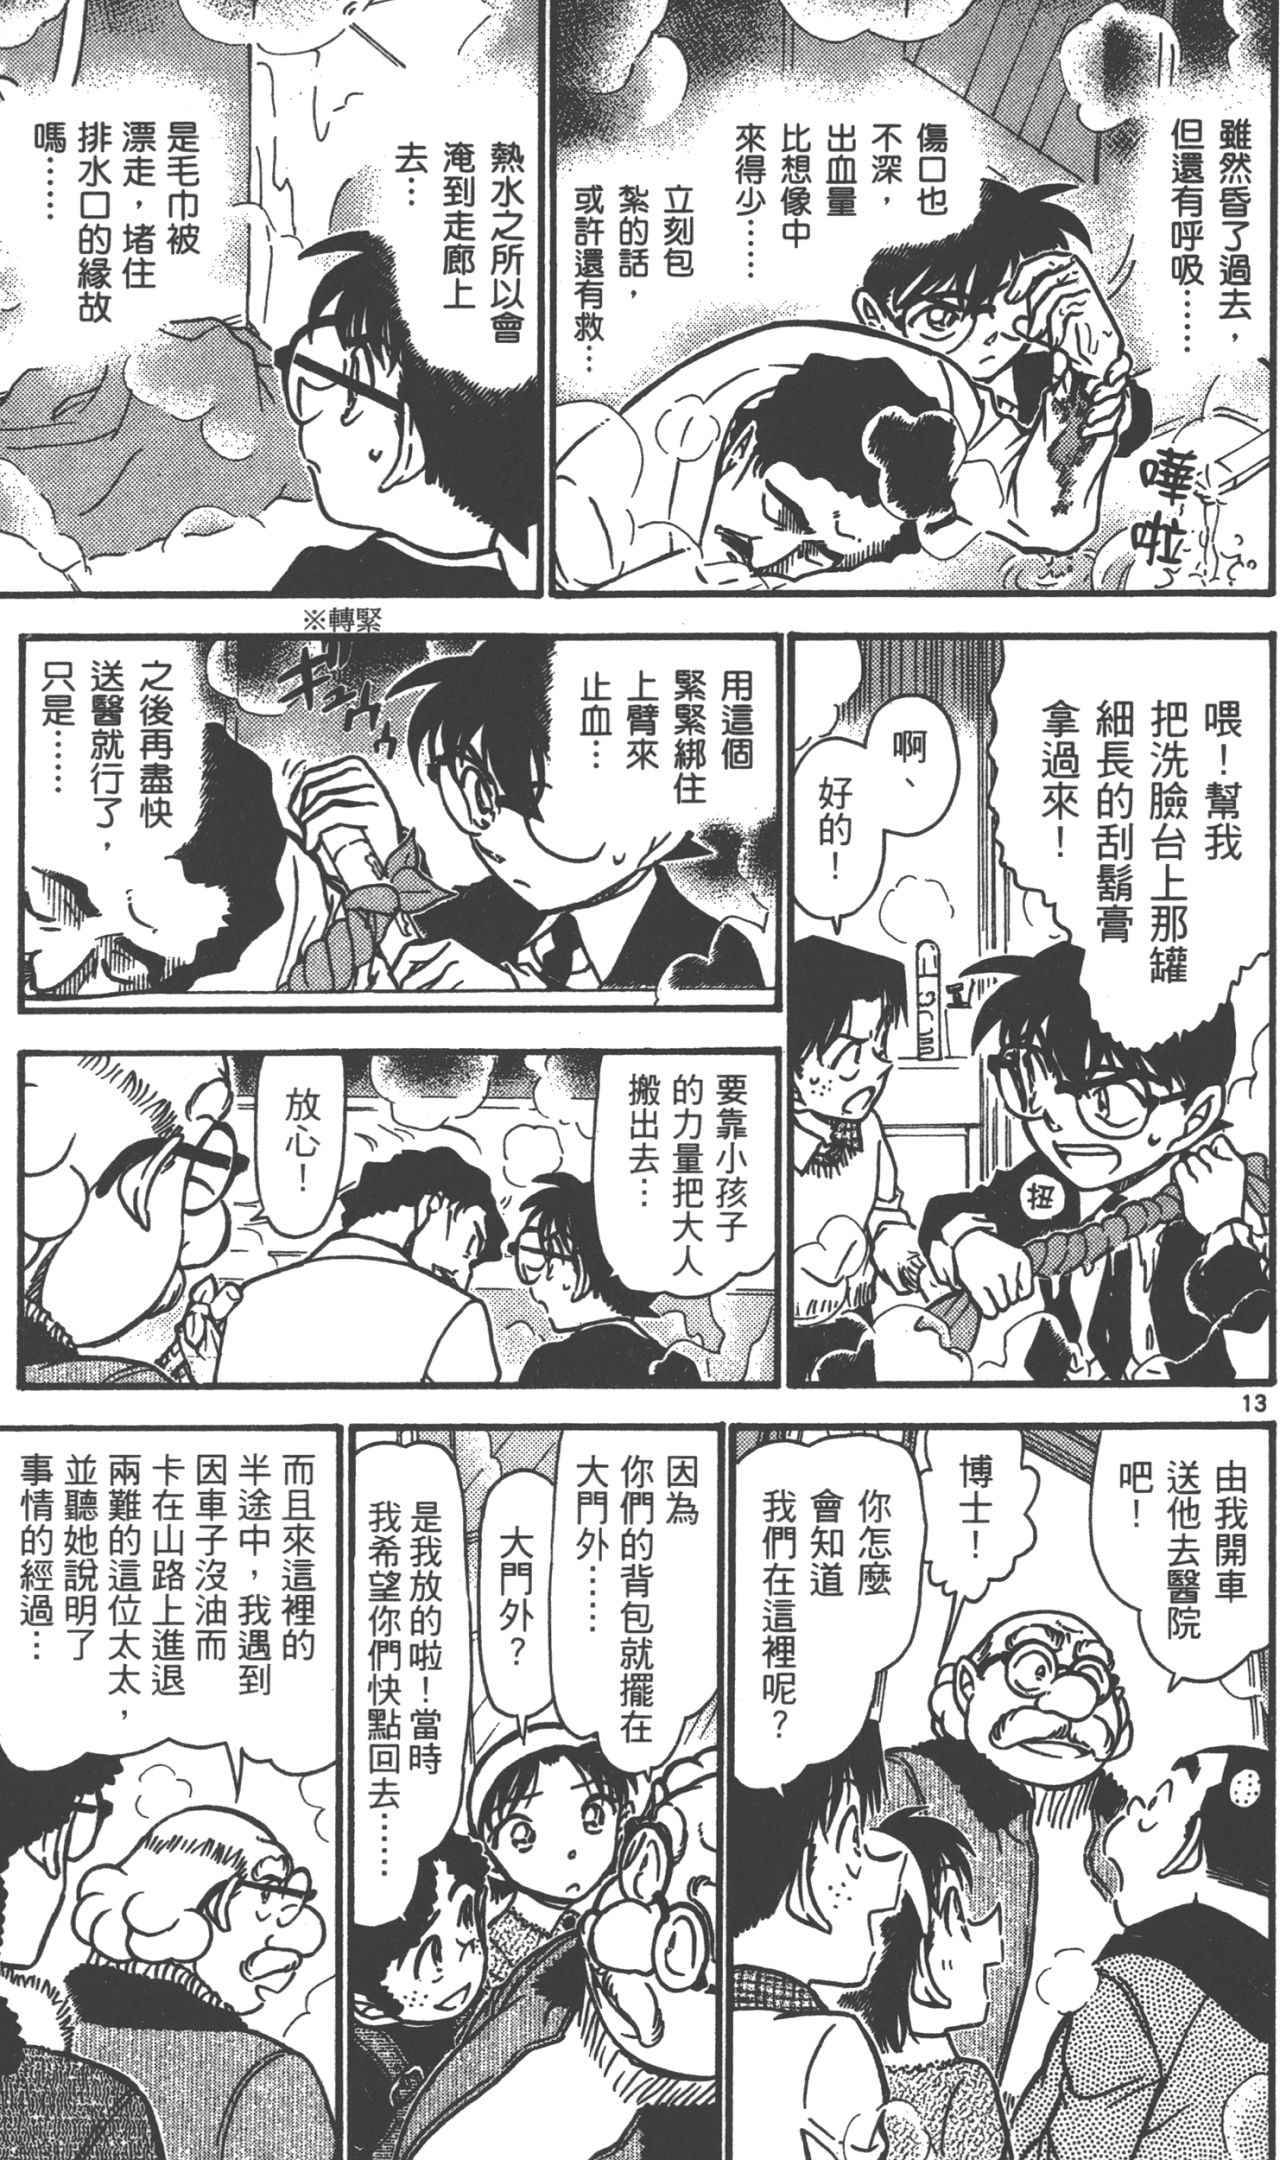 雖然昏了過去，
但還有呼吸……
傷口也
不深，
出血量
比想像中
來得少……
立刻包
紮的話，
或許還有救…
嘩
啦
熱水之所以會
淹到走廊上
去…
是毛巾被
漂走，堵住
排水口的緣故
嗎……
喂！幫我
把洗臉台上那罐
細長的刮鬍膏
拿過來！
啊、
好的！
扭
※轉緊
用這個
緊緊綁住
上臂來
止血…
ギュウウ
之後再盡快
送醫就行了，
只是……
要靠小孩子
的力量把大人
搬出去…
放心！
13
由我開車
送他去醫院
吧！
博士！
你怎麼
會知道
我們在這裡呢？
因為
你們的背包就擺在
大門外……
大門外？
是我放的啦！當時
我希望你們快點回去……
而且來這裡的
半途中，我遇到
因車子沒油而
卡在山路上進退
兩難的這位太太，
並聽她說明了
事情的經過…